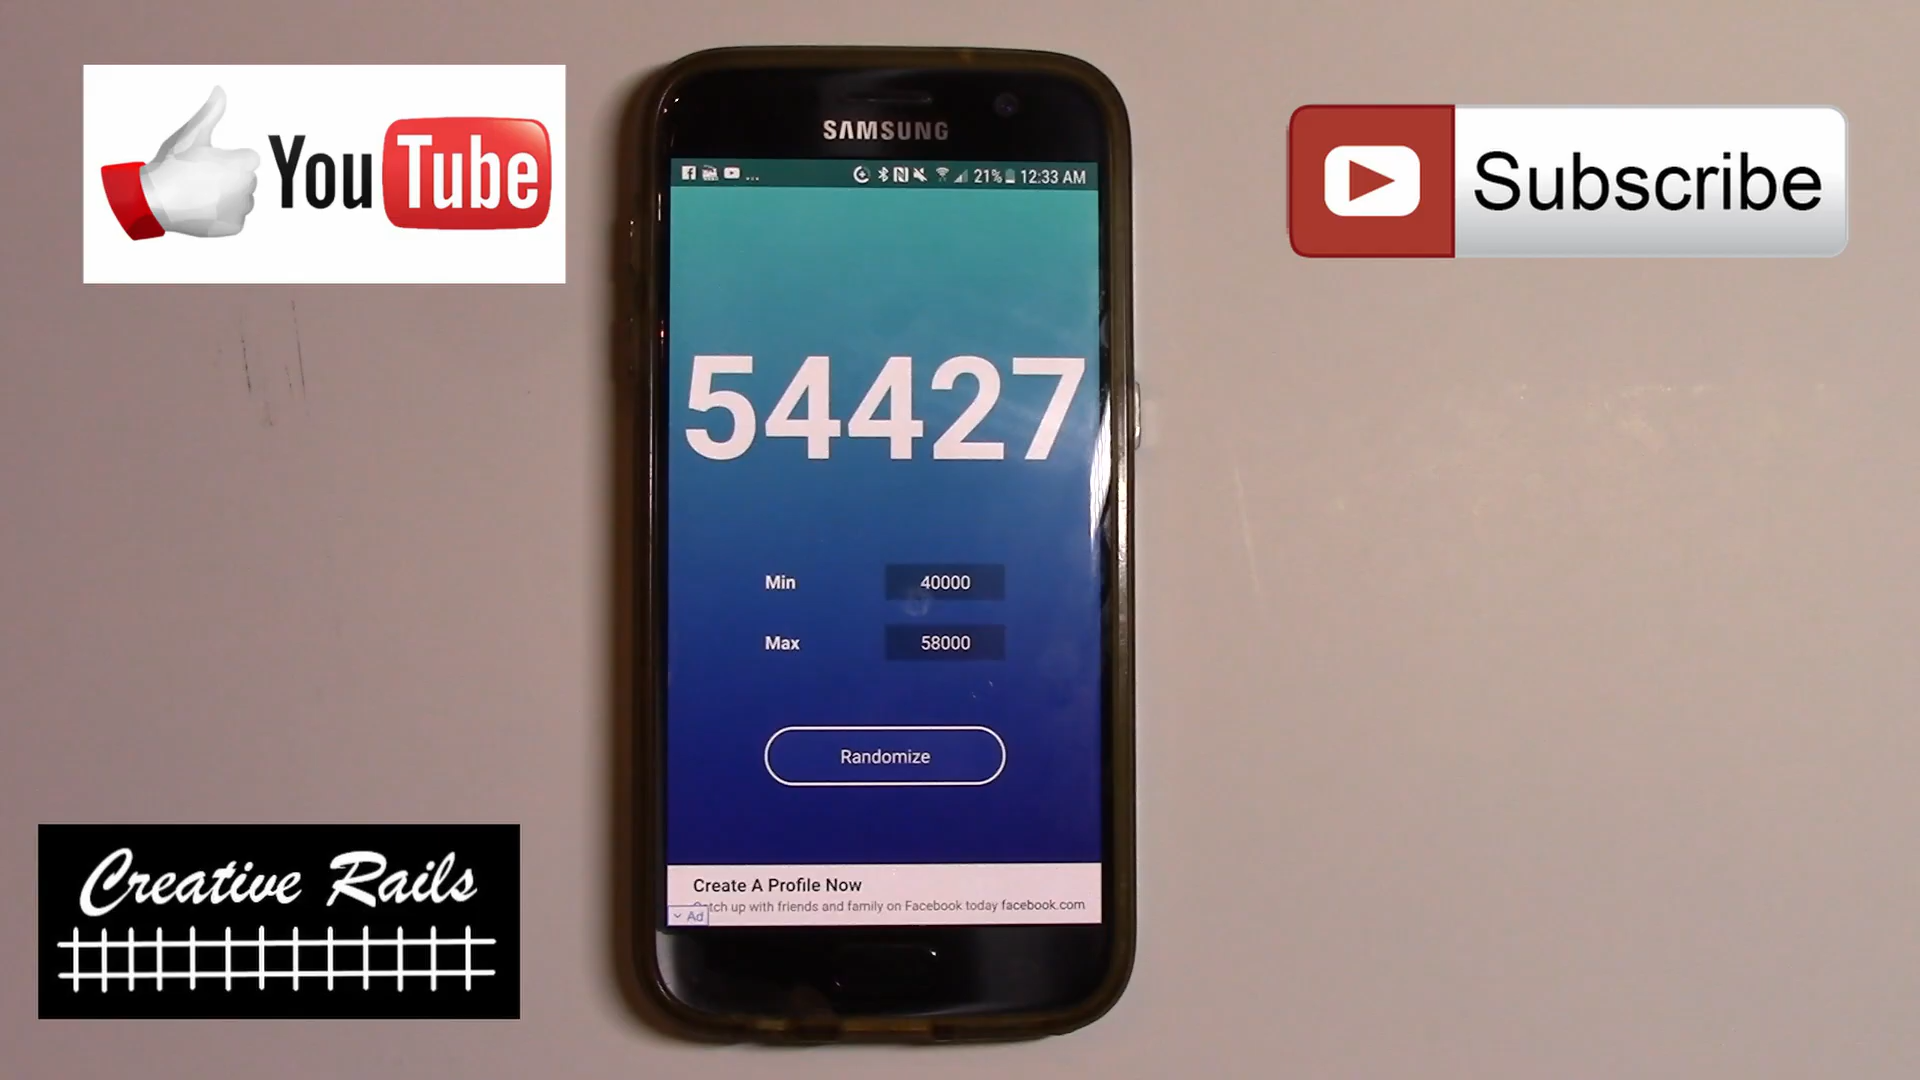 YouTube
SAMSUNG
Subscribe
... 21% 12:33 AM
54427
Min 40000
Max 58000
Randomize
Creative Rails
Create A Profile Now
tch up with friends and family on Facebook today facebook.com
Ad